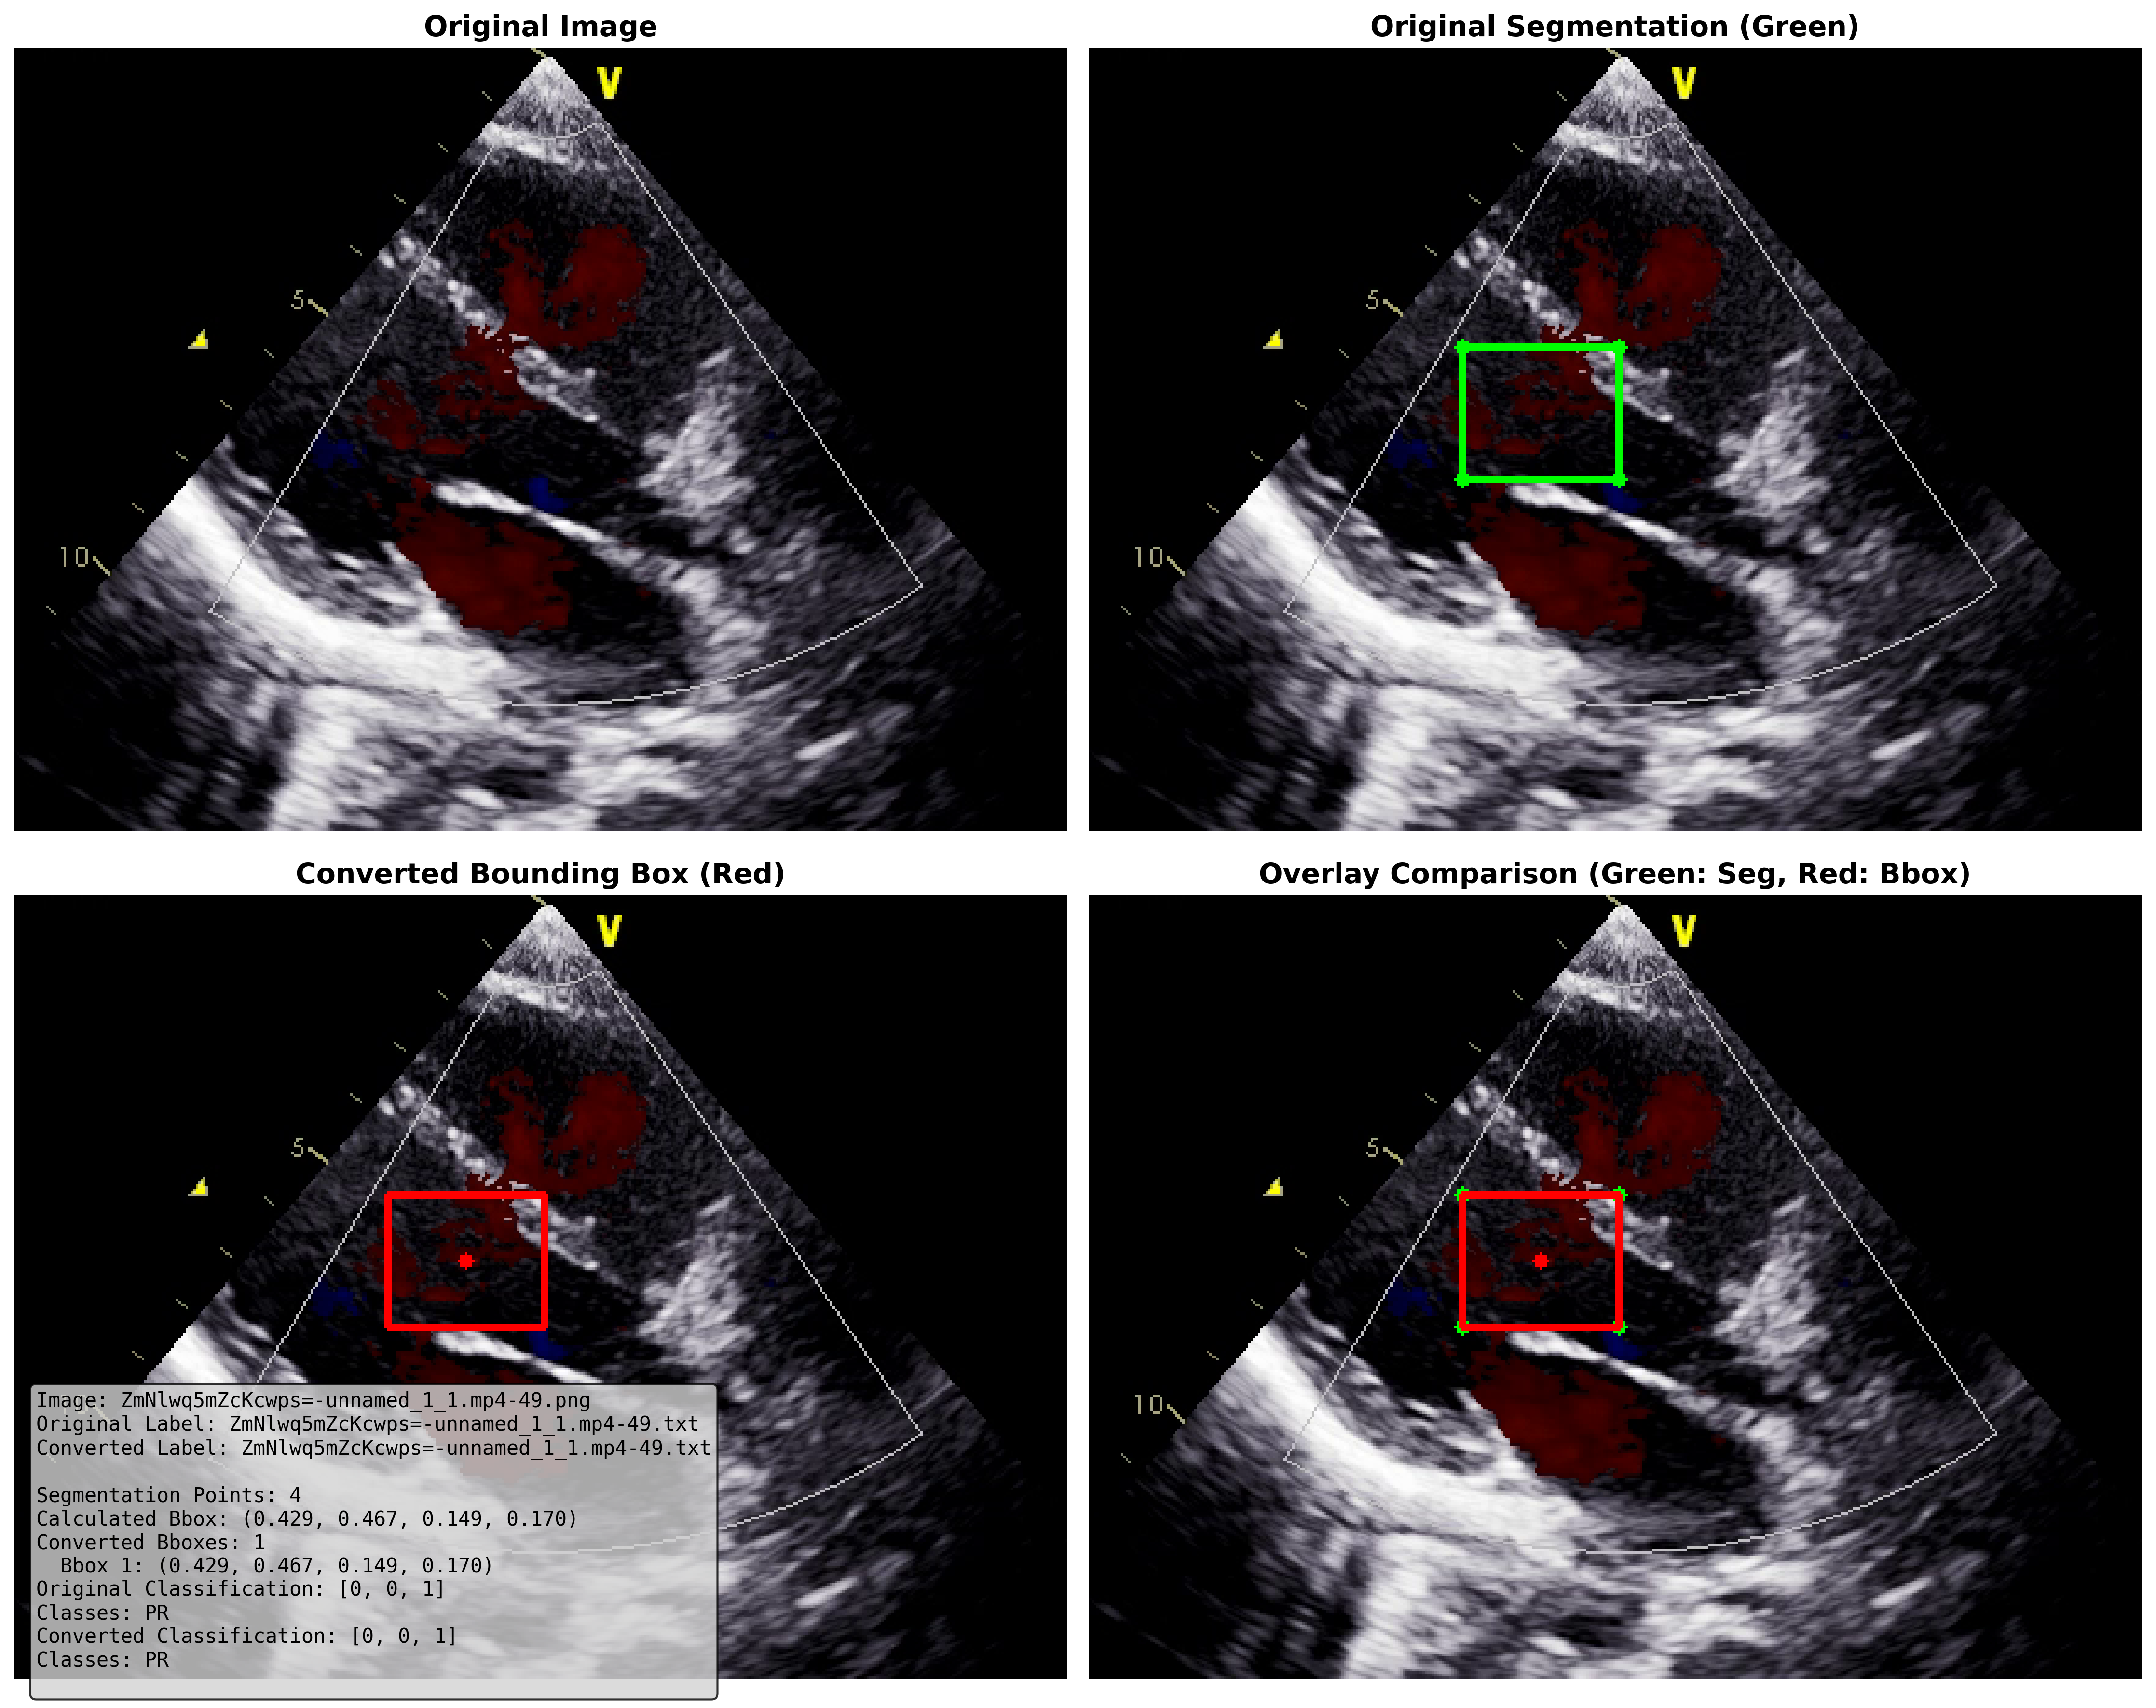 Original Image
Original Segmentation (Green)
V
5
10
V
5
10
Converted Bounding Box (Red)
Overlay Comparison (Green: Seg, Red: Bbox)
V
5
V
5
10
Image: ZmNlwq5mZcKcwps=-unnamed_1_1.mp4-49.png
Original Label: ZmNlwq5mZcKcwps=-unnamed_1_1.mp4-49.txt
Converted Label: ZmNlwq5mZcKcwps=-unnamed_1_1.mp4-49.txt
Segmentation Points: 4
Calculated Bbox: (0.429, 0.467, 0.149, 0.170)
Converted Bboxes: 1
Bbox 1: (0.429, 0.467, 0.149, 0.170)
Original Classification: [0, 0, 1]
Classes: PR
Converted Classification: [0, 0, 1]
Classes: PR